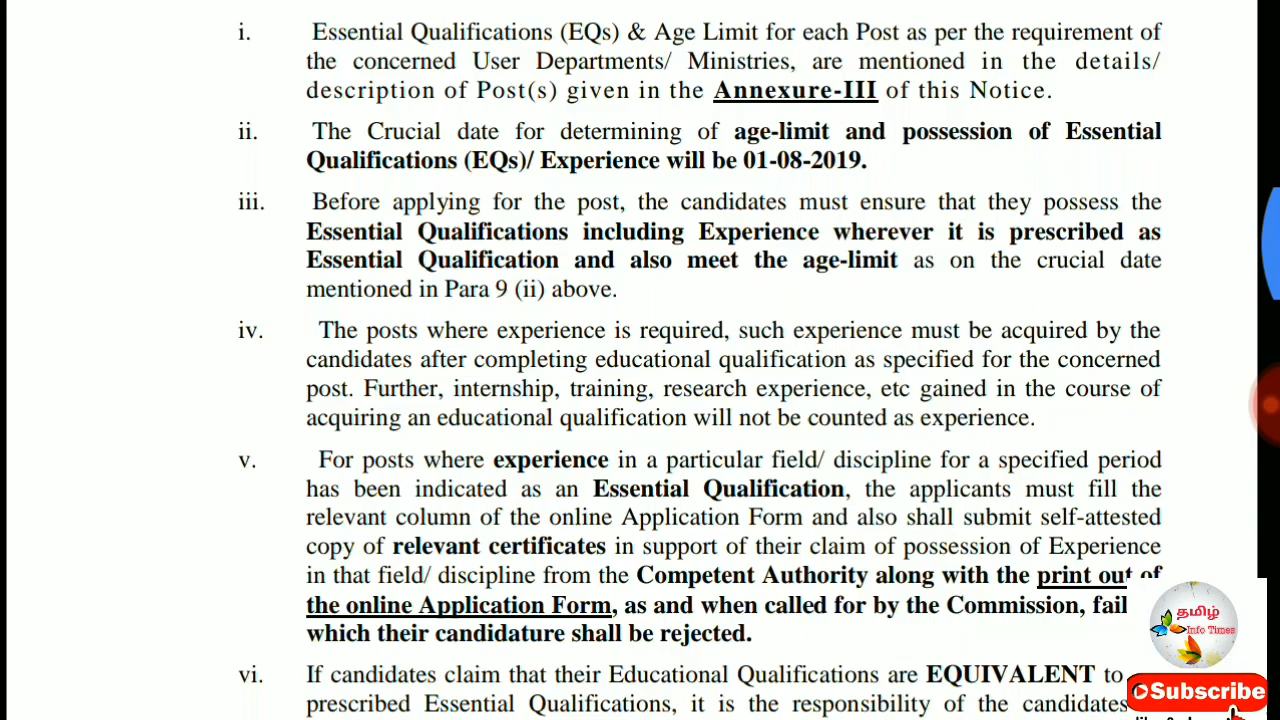 i. Essential Qualifications (EQs) & Age Limit for each Post as per the requirement of
the concerned User Departments/ Ministries, are mentioned in the details/
description of Post(s) given in the Annexure-III of this Notice.
ii. The Crucial date for determining of age-limit and possession of Essential
Qualifications (EQs)/ Experience will be 01-08-2019.
iii. Before applying for the post, the candidates must ensure that they possess the
Essential Qualifications including Experience wherever it is prescribed as
Essential Qualification and also meet the age-limit as on the crucial date
mentioned in Para 9 (ii) above.
iv. The posts where experience is required, such experience must be acquired by the
candidates after completing educational qualification as specified for the concerned
post. Further, internship, training, research experience, etc gained in the course of
acquiring an educational qualification will not be counted as experience.
v. For posts where experience in a particular field/ discipline for a specified period
has been indicated as an Essential Qualification, the applicants must fill the
relevant column of the online Application Form and also shall submit self-attested
copy of relevant certificates in support of their claim of possession of Experience
in that field/ discipline from the Competent Authority along with the print out of
the online Application Form, as and when called for by the Commission, fail
which their candidature shall be rejected.
vi. If candidates claim that their Educational Qualifications are EQUIVALENT to
prescribed Essential Qualifications, it is the responsibility of the candidates
தமிழ்
Info Times
Subscribe